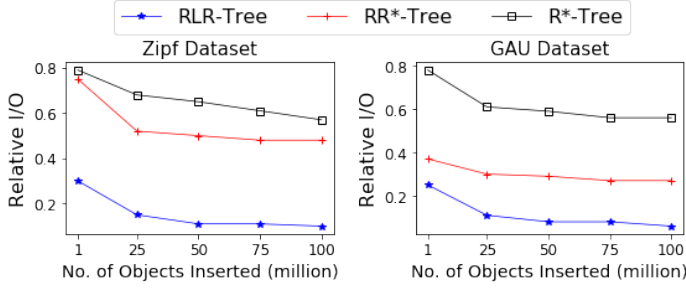 RLR-Tree RR*-Tree R*-Tree
Zipf Dataset
GAU Dataset
Relative I/O
0.8
0.6
0.4
0.2
1 25 50 75 100
No. of Objects Inserted (million)
Relative I/O
0.8
0.6
0.4
0.2
1 25 50 75 100
No. of Objects Inserted (million)